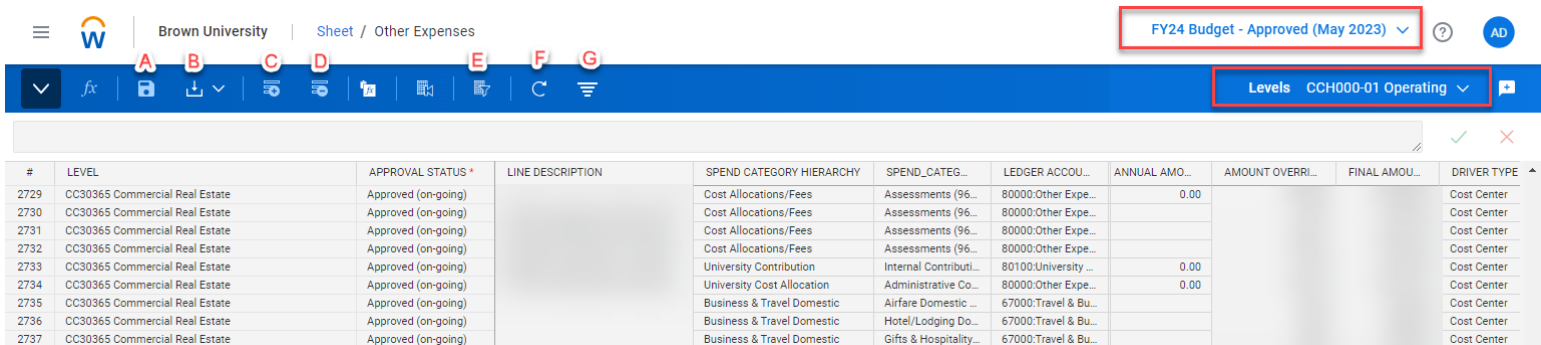 Brown University | Sheet / Other Expenses FY24 Budget - Approved (May 2023) ? AD
A B C D E F G
fx Levels CCH000-01 Operating
# LEVEL APPROVAL STATUS * LINE DESCRIPTION SPEND CATEGORY HIERARCHY SPEND_CATEG... LEDGER ACCOU... ANNUAL AMO... AMOUNT OVERRI... FINAL AMOU... DRIVER TYPE
2729 CC30365 Commercial Real Estate Approved (on-going) Cost Allocations/Fees Assessments (96... 80000:Other Expe... 0.00 Cost Center
2730 CC30365 Commercial Real Estate Approved (on-going) Cost Allocations/Fees Assessments (96... 80000:Other Expe... Cost Center
2731 CC30365 Commercial Real Estate Approved (on-going) Cost Allocations/Fees Assessments (96... 80000:Other Expe... Cost Center
2732 CC30365 Commercial Real Estate Approved (on-going) Cost Allocations/Fees Assessments (96... 80000:Other Expe... Cost Center
2733 CC30365 Commercial Real Estate Approved (on-going) University Contribution Internal Contributi... 80100:University ... 0.00 Cost Center
2734 CC30365 Commercial Real Estate Approved (on-going) University Cost Allocation Administrative Co... 80000:Other Expe... 0.00 Cost Center
2735 CC30365 Commercial Real Estate Approved (on-going) Business & Travel Domestic Airfare Domestic ... 67000:Travel & Bu... Cost Center
2736 CC30365 Commercial Real Estate Approved (on-going) Business & Travel Domestic Hotel/Lodging Do... 67000:Travel & Bu... Cost Center
2737 CC30365 Commercial Real Estate Approved (on-going) Business & Travel Domestic Gifts & Hospitality... 67000:Travel & Bu... Cost Center